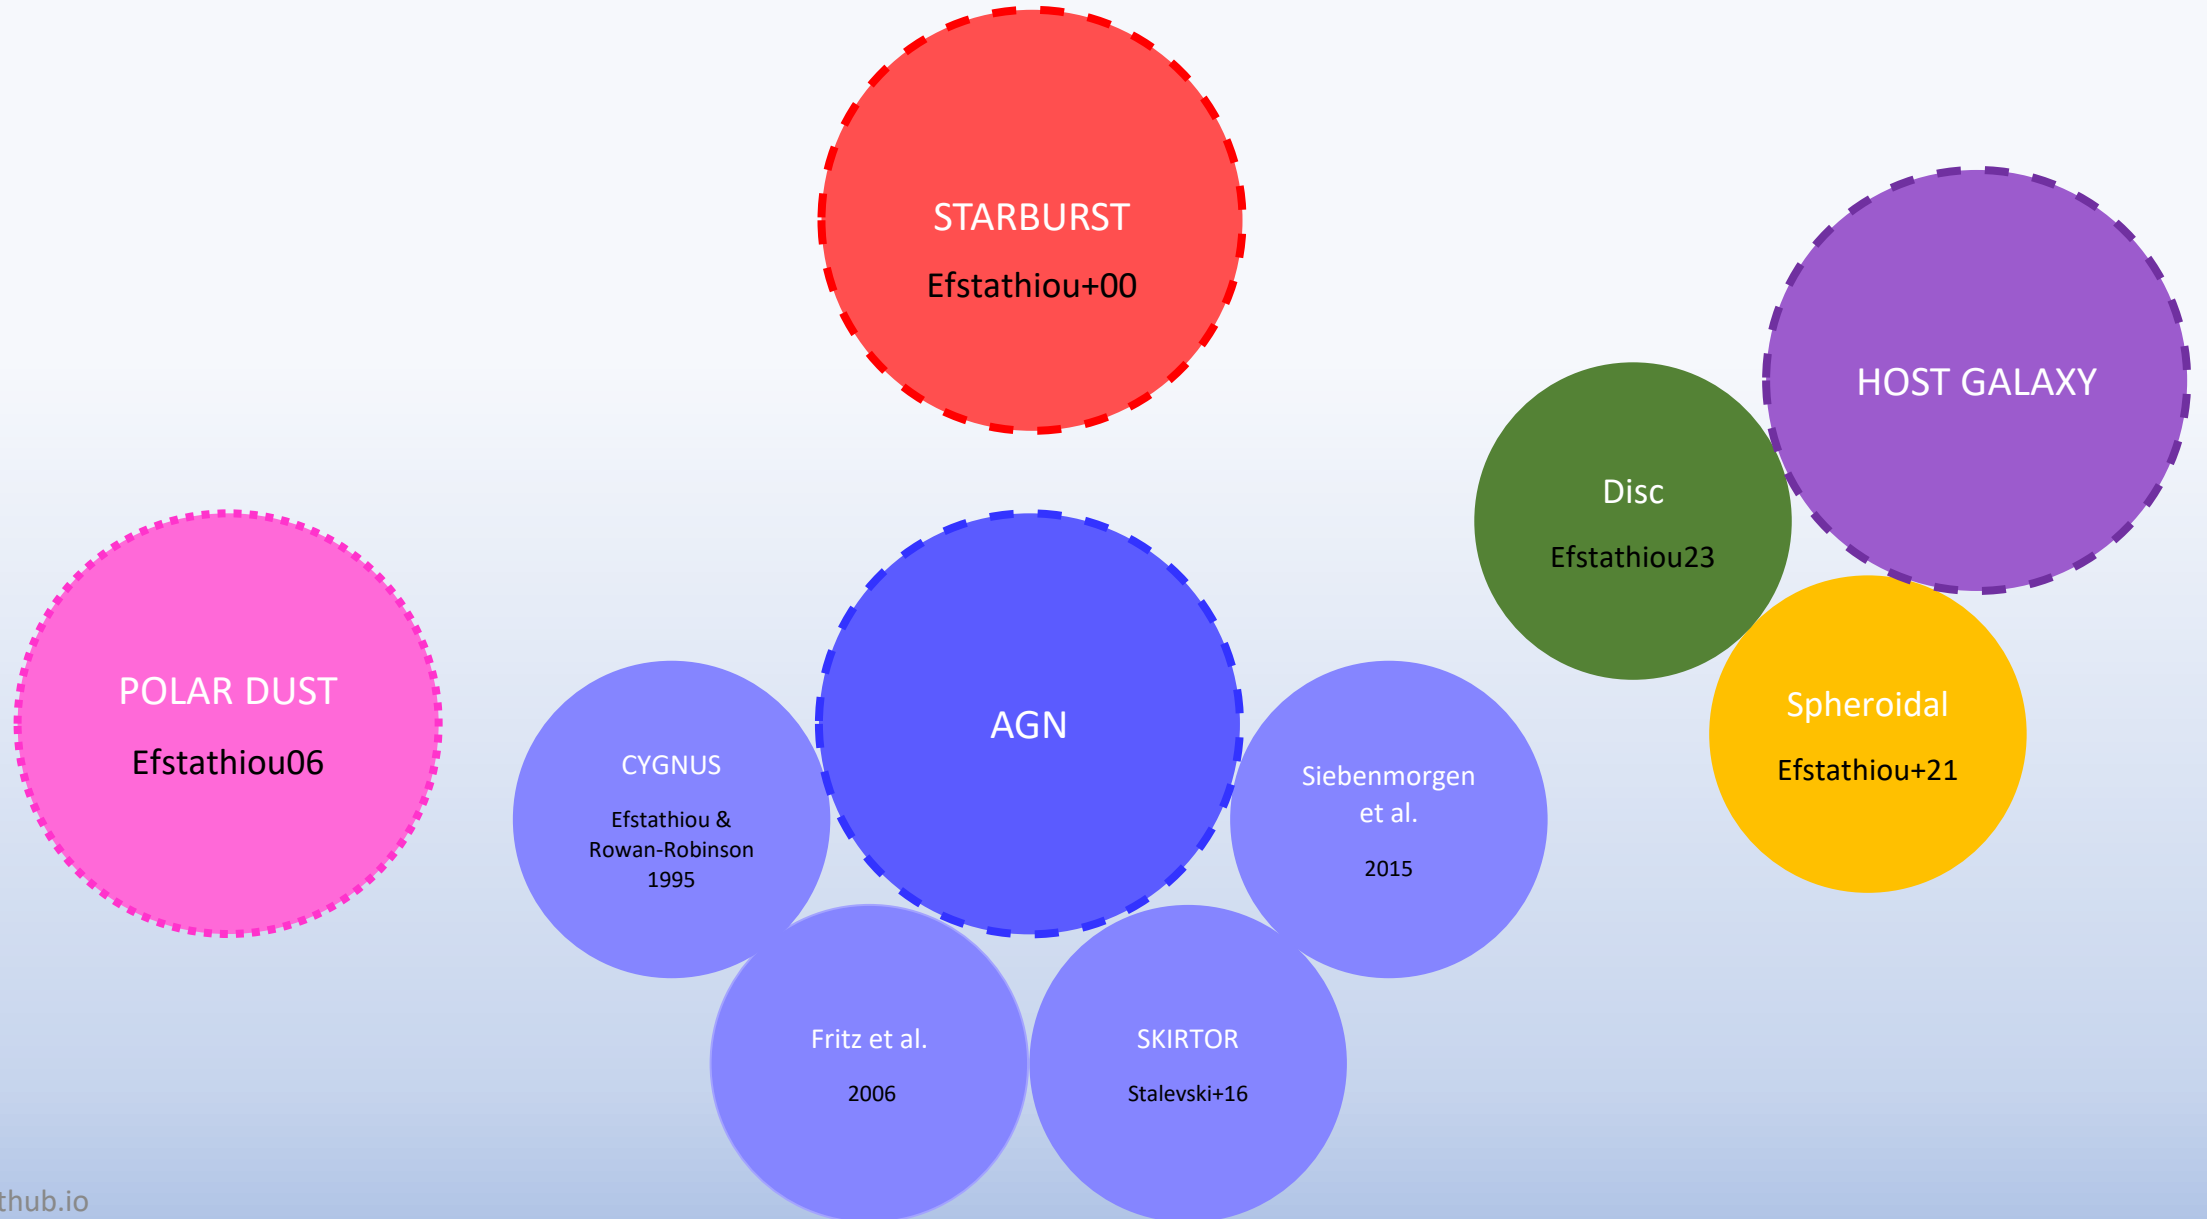 STARBURST
Efstathiou+00
HOST GALAXY
Disc
Efstathiou23
POLAR DUST
Efstathiou06
AGN
Spheroidal
Efstathiou+21
CYGNUS
Efstathiou &
Rowan-Robinson
1995
Siebenmorgen
et al.
2015
Fritz et al.
2006
SKIRTOR
Stalevski+16
thub.io